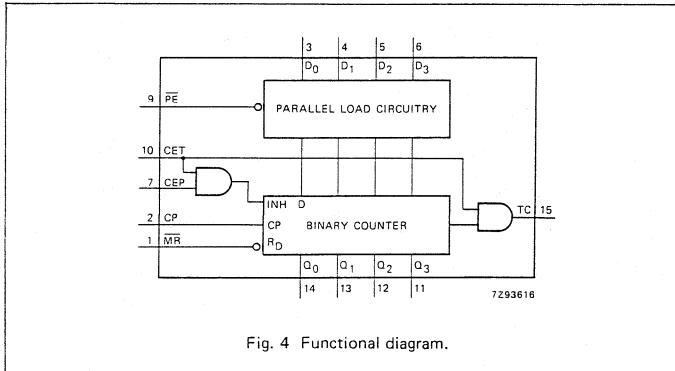 3 4 5 6
D0 D1 D2 D3
9 PE
PARALLEL LOAD CIRCUITRY
10 CET
7 CEP
INH D
TC 15
2 CP
CP BINARY COUNTER
1 MR
RD
Q0 Q1 Q2 Q3
14 13 12 11
7Z93616
Fig. 4 Functional diagram.